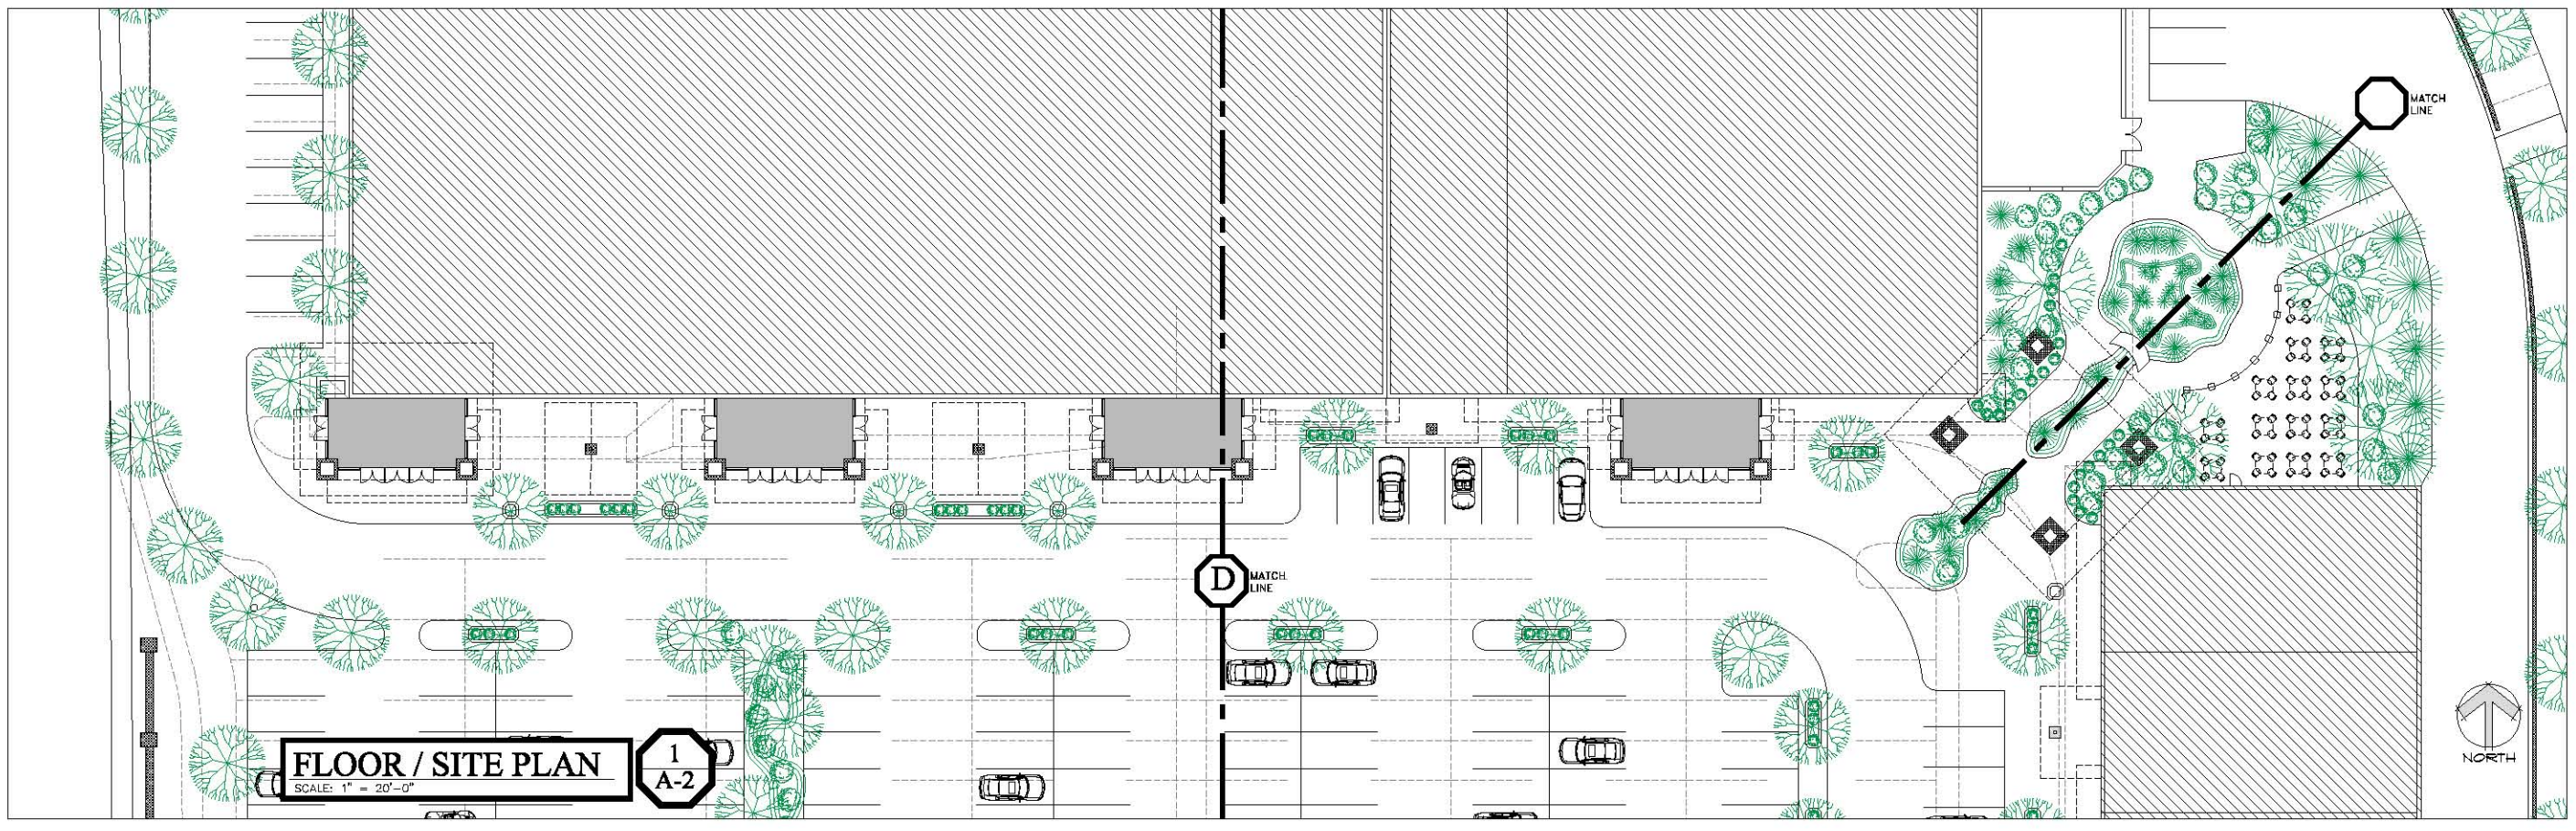 MATCH
LINE
D
MATCH
LINE
FLOOR / SITE PLAN
SCALE: 1" = 20'-0"
1
A-2
NORTH